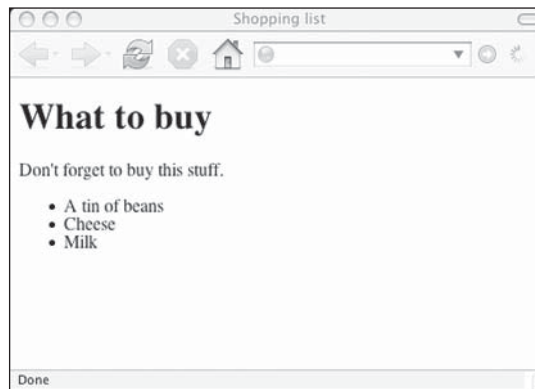 Shopping list
What to buy
Don't forget to buy this stuff.
A tin of beans
Cheese
Milk
Done